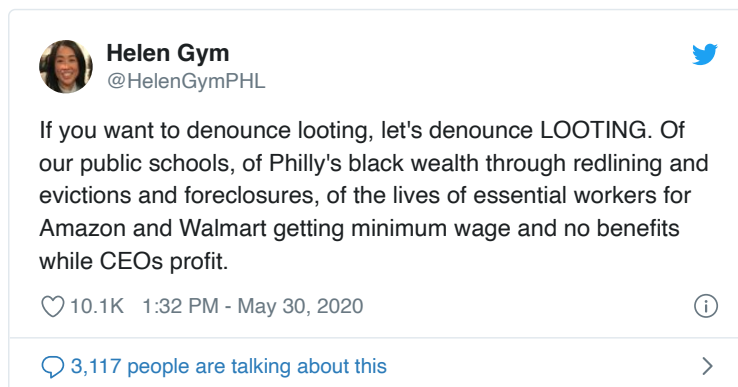 Helen Gym
@HelenGymPHL
If you want to denounce looting, let's denounce LOOTING. Of
our public schools, of Philly's black wealth through redlining and
evictions and foreclosures, of the lives of essential workers for
Amazon and Walmart getting minimum wage and no benefits
while CEOs profit.
10.1K 1:32 PM - May 30, 2020
3,117 people are talking about this